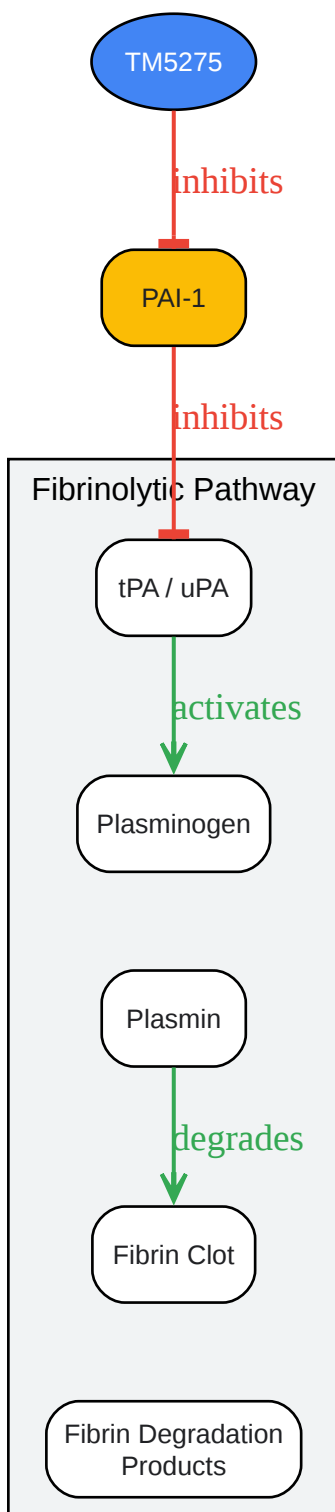 TM5275
inhibits
PAI-1
inhibits
Fibrinolytic Pathway
tPA / uPA
activates
Plasminogen
Plasmin
degrades
Fibrin Clot
Fibrin Degradation
Products